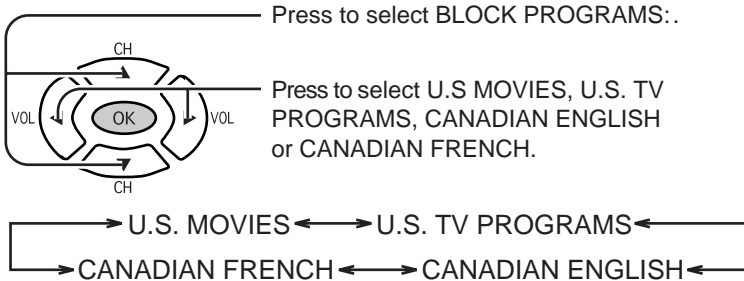 Press to select BLOCK PROGRAMS:.
CH
Press to select U.S MOVIES, U.S. TV
PROGRAMS, CANADIAN ENGLISH
or CANADIAN FRENCH.
VOL
OK
VOL
CH
U.S. MOVIES
U.S. TV PROGRAMS
CANADIAN FRENCH
CANADIAN ENGLISH